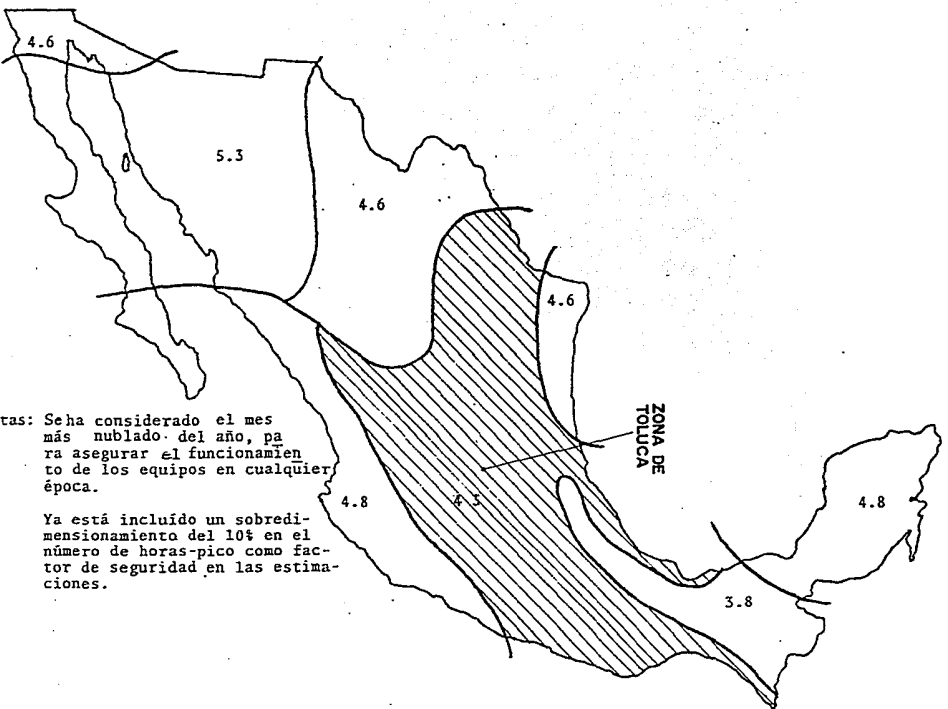 4.6
5.3
4.6
4.6
ZONA DE
TOLUCA
tas: Se ha considerado el mes
más nublado del año, pa
ra asegurar el funcionamien
to de los equipos en cualquier
época.
4.8
4.3
4.8
Ya está incluído un sobredi-
mensionamiento del 10% en el
número de horas-pico como fac-
tor de seguridad en las estima-
ciones.
3.8